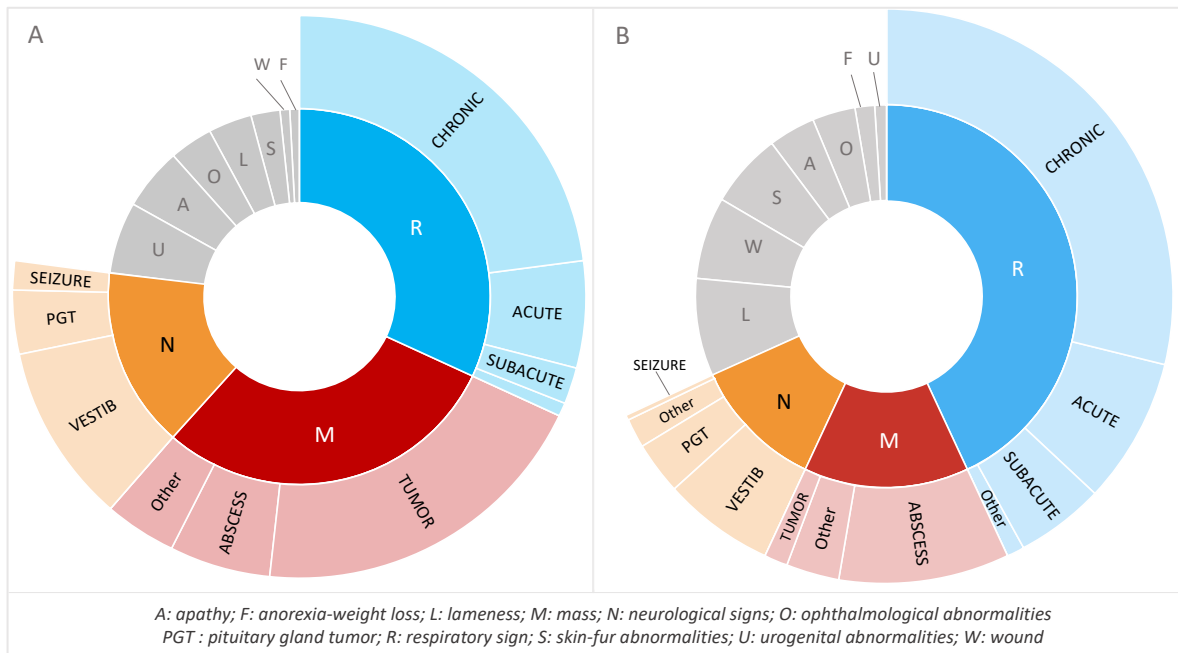 A
W F
CHRONIC
S
L
O
A
U
R
SEIZURE
PGT
N
ACUTE
SUBACUTE
VESTIB
M
Other
ABSCESS
TUMOR
B
F U
CHRONIC
O
A
S
W
L
R
SEIZURE
Other
N
PGT
M
ACUTE
VESTIB
SUBACUTE
TUMOR
Other
ABSCESS
Other
A: apathy; F: anorexia-weight loss; L: lameness; M: mass; N: neurological signs; O: ophthalmological abnormalities
PGT : pituitary gland tumor; R: respiratory sign; S: skin-fur abnormalities; U: urogenital abnormalities; W: wound